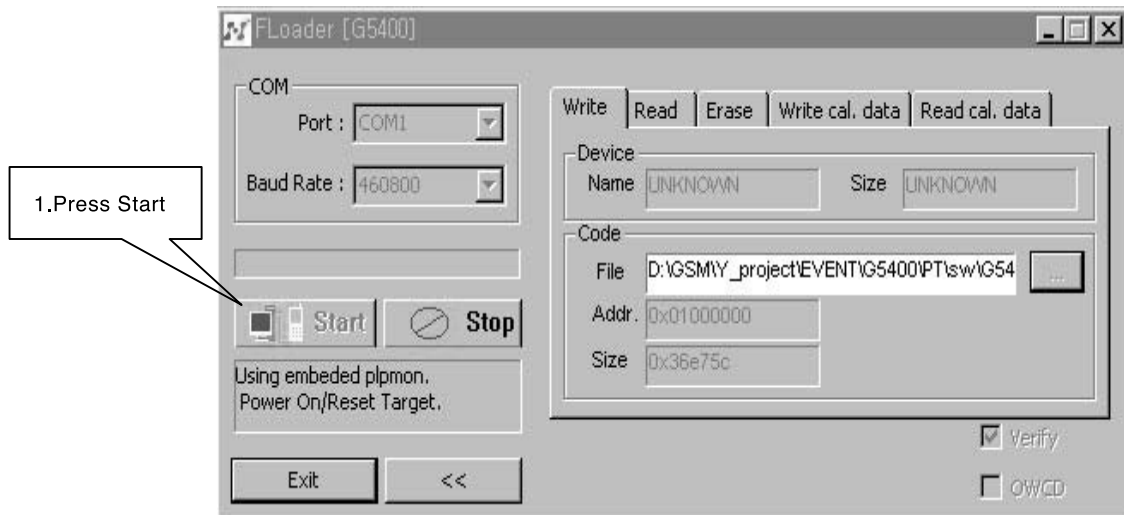 FLoader [G5400]
COM
Port : COM1
Baud Rate : 460800
1.Press Start
Start
Stop
Using embeded plpmon.
Power On/Reset Target.
Exit
<<
Write
Read
Erase
Write cal. data
Read cal. data
Device
Name UNKNOWN
Size UNKNOWN
Code
File D:\GSM\Y_project\EVENT\G5400\PT\sw\G54
...
Addr. 0x01000000
Size 0x36e75c
Verify
OWCD